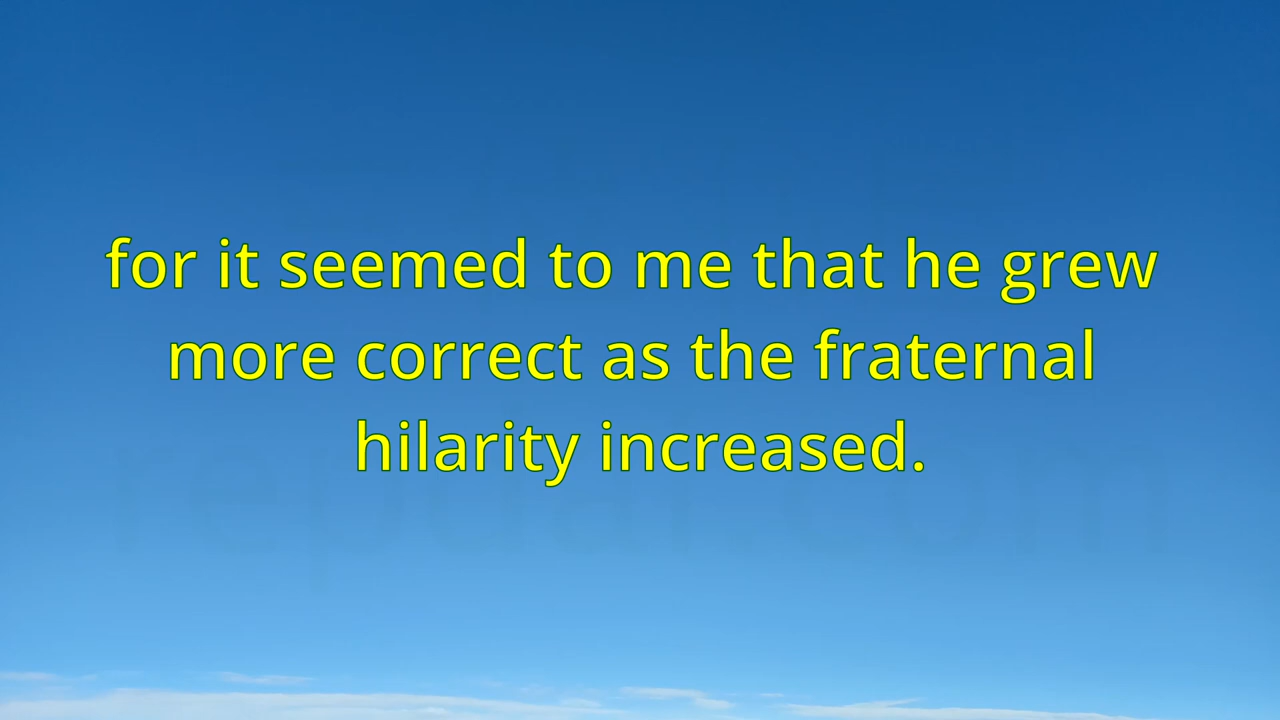 for it seemed to me that he grew
more correct as the fraternal
hilarity increased.